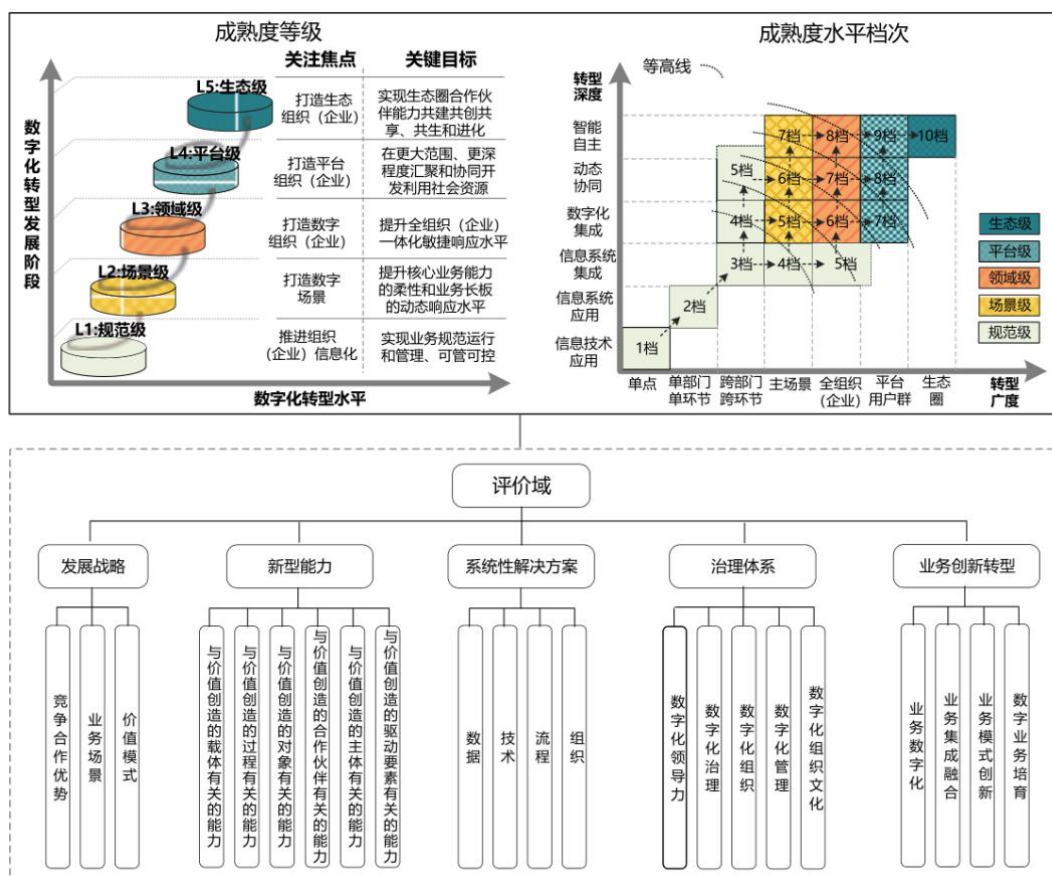 成熟度等级
关注焦点
关键目标
L5:生态级
打造生态
组织（企业）
实现生态圈合作伙
伴能力共建共创共
享、共生和进化
L4:平台级
打造平台
组织（企业）
在更大范围、更深
程度汇聚和协同开
发利用社会资源
L3:领域级
打造数字
组织（企业）
提升全组织（企业）
一体化敏捷响应水平
L2:场景级
打造数字
场景
提升核心业务能力
的柔性和业务长板
的动态响应水平
L1:规范级
推进组织
（企业）信息化
实现业务规范运行
和管理、可管可控
数字化转型发展阶段
数字化转型水平
成熟度水平档次
转型
深度
等高线
智能
自主
7档
8档
9档
10档
动态
协同
5档
6档
7档
8档
数字化
集成
4档
5档
6档
7档
信息系统
集成
3档
4档
5档
信息系统
应用
2档
信息技术
应用
1档
单点
单部门
单环节
跨部门
跨环节
主场景
全组织
(企业)
平台
用户群
生态
圈
转型
广度
生态级
平台级
领域级
场景级
规范级
评价域
发展战略
新型能力
系统性解决方案
治理体系
业务创新转型
竞争合作优势
业务场景
价值模式
与价值创造的载体有关的能力
与价值创造的过程有关的能力
与价值创造的对象有关的能力
与价值创造的合作伙伴有关的能力
与价值创造的主体有关的能力
与价值创造的驱动要素有关的能力
数据
技术
流程
组织
数字化领导力
数字化治理
数字化组织
数字化管理
数字化组织文化
业务数字化
业务集成融合
业务模式创新
数字业务培育